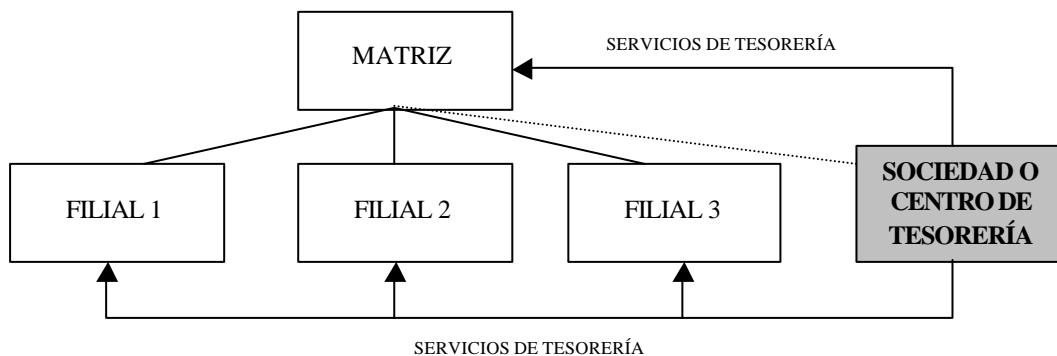 MATRIZ
SERVICIOS DE TESORERÍA
FILIAL 1
FILIAL 2
FILIAL 3
SOCIEDAD O
CENTRO DE
TESORERÍA
SERVICIOS DE TESORERÍA